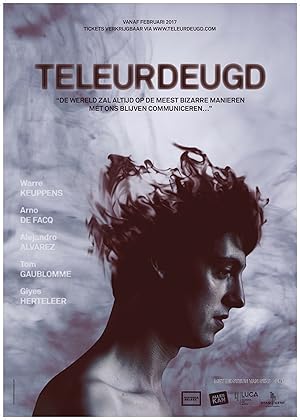 VANAF FEBRUARI 2017
TICKETS VERKRIJGBAAR VIA WWW.TELEURDEUGD.COM
TELEURDEUGD
"DE WERELD ZAL ALTIJD OP DE MEEST BIZARRE MANIEREN
MET ONS BLIJVEN COMMUNICEREN..."
Warre
KEUPPENS
Arno
DE FACQ
Alejandro
ALVAREZ
Tom
GAUBLOMME
Giyes
HERTELEER
LUCA